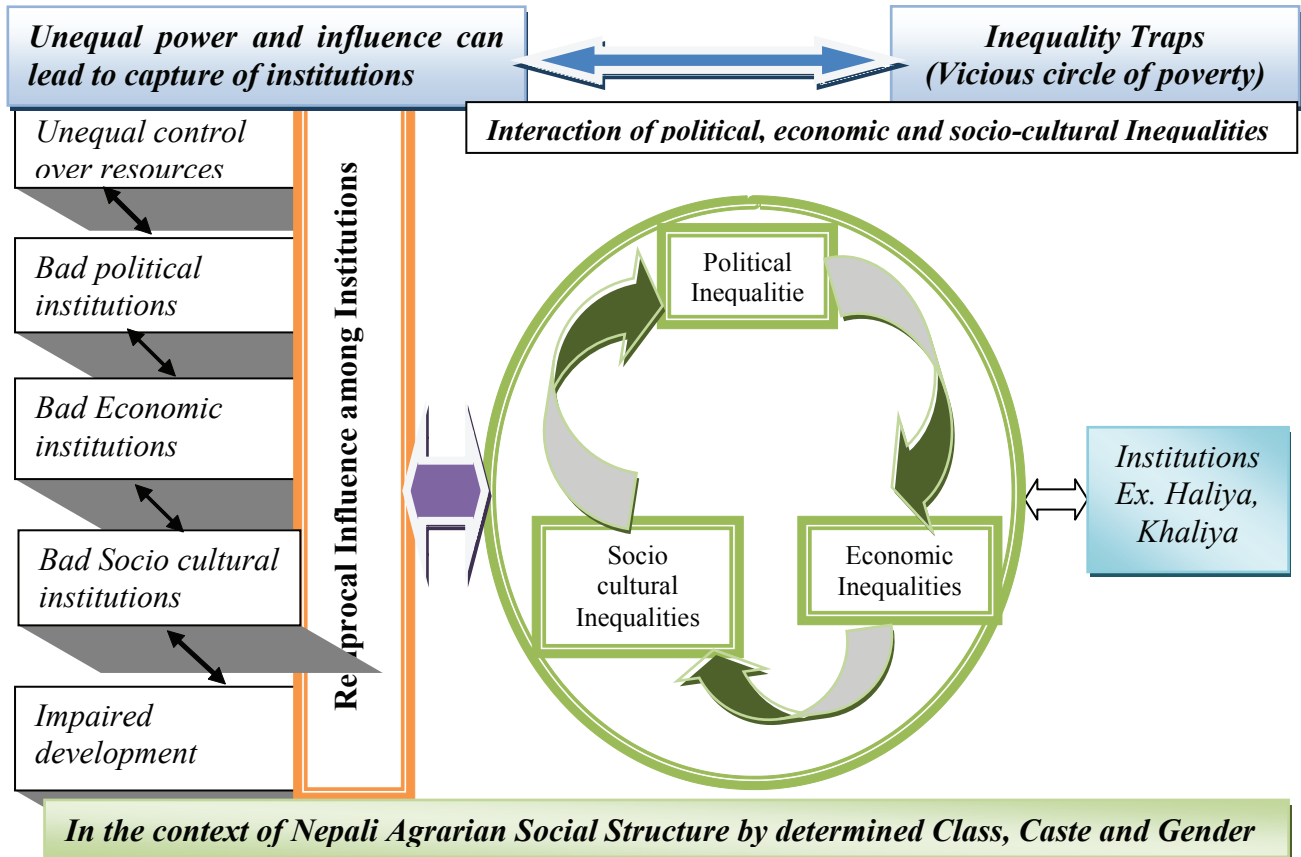 Unequal power and influence can
lead to capture of institutions
Inequality Traps
(Vicious circle of poverty)
Interaction of political, economic and socio-cultural Inequalities
Unequal control
over resources
Bad political
institutions
Bad Economic
institutions
Bad Socio cultural
institutions
Impaired
development
Reciprocal Influence among Institutions
Political
Inequalitie
Socio
cultural
Inequalities
Economic
Inequalities
Institutions
Ex. Haliya,
Khaliya
In the context of Nepali Agrarian Social Structure by determined Class, Caste and Gender